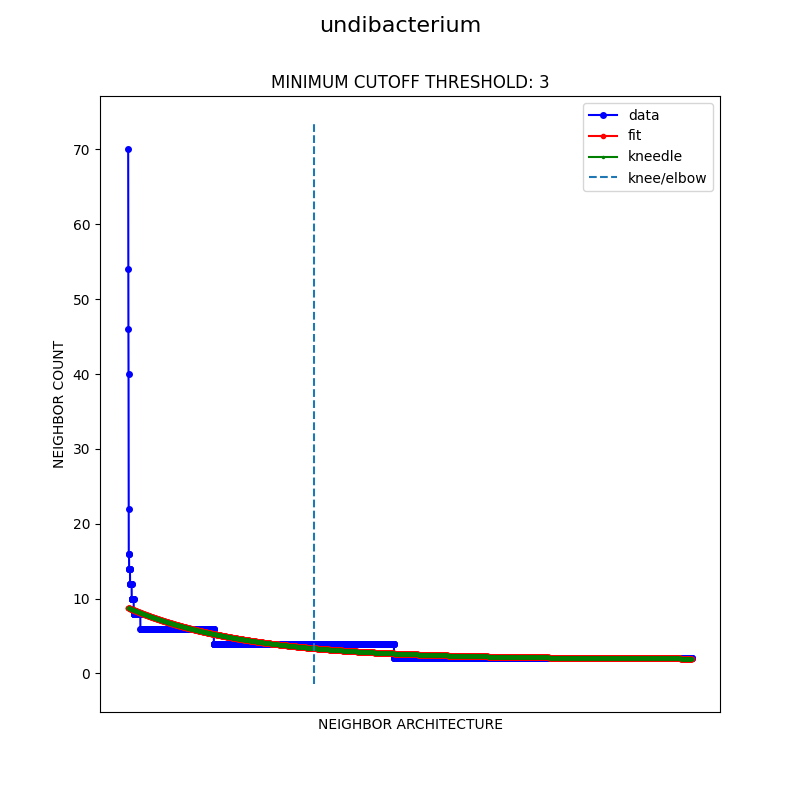 undibacterium
MINIMUM CUTOFF THRESHOLD: 3
data
fit
kneedle
knee/elbow
70
60
50
40
30
20
10
0
NEIGHBOR COUNT
NEIGHBOR ARCHITECTURE